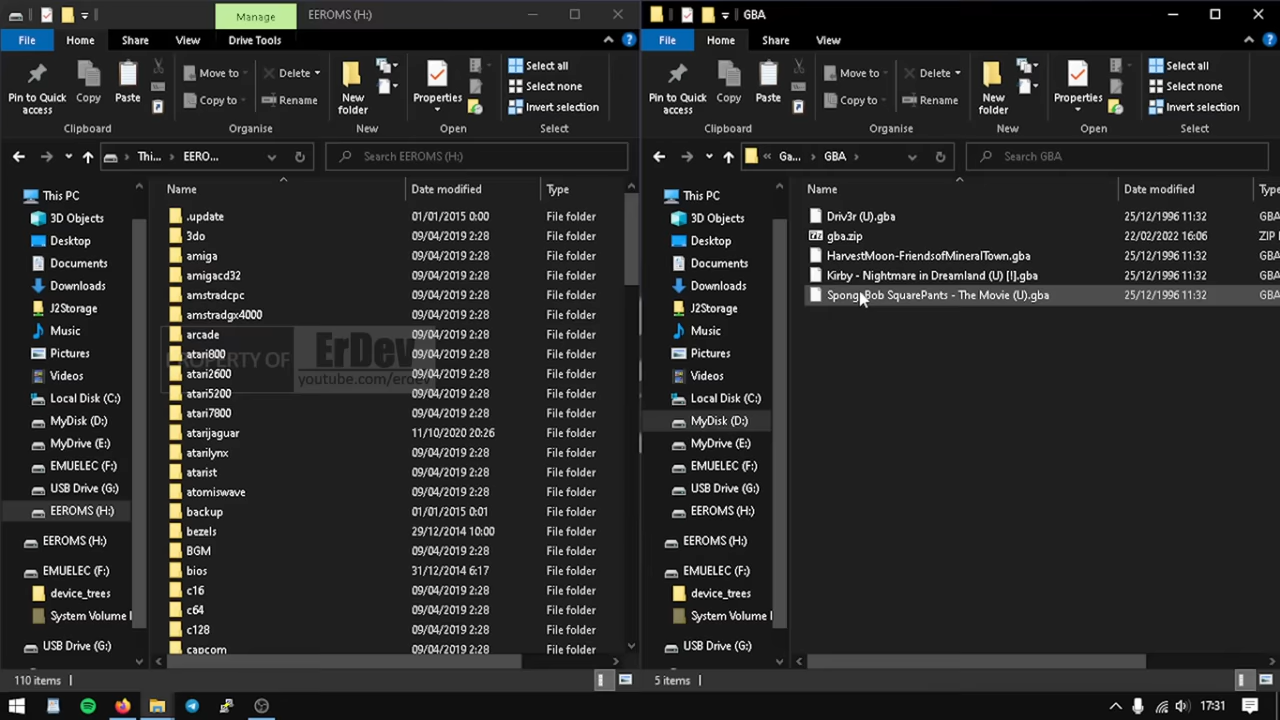 Manage
EEROMS (H:)
File
Home
Share
View
Drive Tools
Pin to Quick access
Copy
Paste
Move to
Copy to
Delete
Rename
New folder
Properties
Select all
Select none
Invert selection
Clipboard
Organise
New
Open
Select
Thi...
EERO...
Search EEROMS (H:)
This PC
3D Objects
Desktop
Documents
Downloads
J2Storage
Music
Pictures
Videos
Local Disk (C:)
MyDisk (D:)
MyDrive (E:)
EMUELEC (F:)
USB Drive (G:)
EEROMS (H:)
EEROMS (H:)
EMUELEC (F:)
device_trees
System Volume I
USB Drive (G:)
Name
Date modified
Type
.update 01/01/2015 0:00 File folder
3do 09/04/2019 2:28 File folder
amiga 09/04/2019 2:28 File folder
amigacd32 09/04/2019 2:28 File folder
amstradcpc 09/04/2019 2:28 File folder
amstradgx4000 09/04/2019 2:28 File folder
arcade 09/04/2019 2:28 File folder
atari800 09/04/2019 2:28 File folder
atari2600 09/04/2019 2:28 File folder
atari5200 09/04/2019 2:28 File folder
atari7800 09/04/2019 2:28 File folder
atarijaguar 11/10/2020 20:26 File folder
atarilynx 09/04/2019 2:28 File folder
atarist 09/04/2019 2:28 File folder
atomiswave 09/04/2019 2:28 File folder
backup 01/01/2015 0:01 File folder
bezels 29/12/2014 10:00 File folder
BGM 09/04/2019 2:28 File folder
bios 31/12/2014 6:17 File folder
c16 09/04/2019 2:28 File folder
c64 09/04/2019 2:28 File folder
c128 09/04/2019 2:28 File folder
capcom 09/04/2019 2:28 File folder
PROPERTY OF
ErDev
youtube.com/erdev
110 items
GBA
File
Home
Share
View
Pin to Quick access
Copy
Paste
Move to
Copy to
Delete
Rename
New folder
Properties
Select all
Select none
Invert selection
Clipboard
Organise
New
Open
Select
Ga...
GBA
Search GBA
This PC
3D Objects
Desktop
Documents
Downloads
J2Storage
Music
Pictures
Videos
Local Disk (C:)
MyDisk (D:)
MyDrive (E:)
EMUELEC (F:)
USB Drive (G:)
EEROMS (H:)
EEROMS (H:)
EMUELEC (F:)
device_trees
System Volume I
USB Drive (G:)
Name
Date modified
Type
Driv3r (U).gba 25/12/1996 11:32 GBA
gba.zip 22/02/2022 16:06 ZIP
HarvestMoon-FriendsofMineralTown.gba 25/12/1996 11:32 GBA
Kirby - Nightmare in Dreamland (U) [!].gba 25/12/1996 11:32 GBA
SpongeBob SquarePants - The Movie (U).gba 25/12/1996 11:32 GBA
5 items
17:31